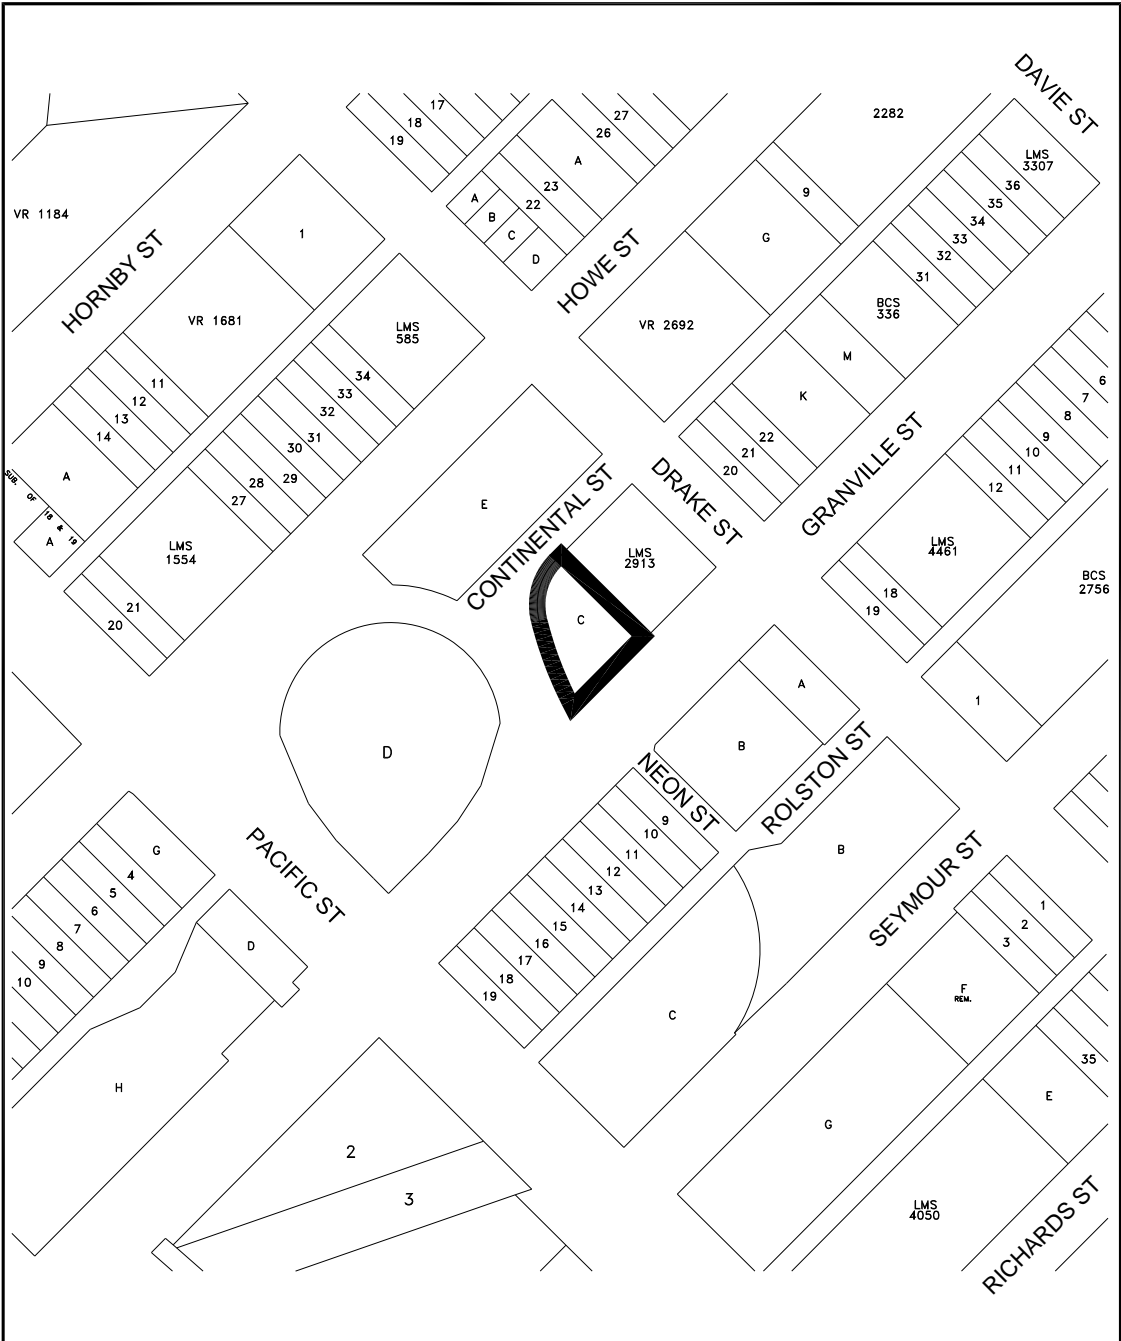 DAVIE ST
17
18
19
27
26
A
2282
LMS
3307
36
35
34
33
32
31
23
22
A
B
C
D
9
G
VR 1184
HORNBY ST
1
VR 1681
HOWE ST
VR 2692
BCS
336
M
K
LMS
585
34
33
32
31
30
29
28
27
11
12
13
14
A
SUB. OF 18 & 19
A
LMS
1554
21
20
22
21
20
6
7
8
9
10
11
12
GRANVILLE ST
DRAKE ST
CONTINENTAL ST
E
LMS
2913
C
LMS
4461
18
19
BCS
2756
1
A
B
NEON ST
ROLSTON ST
D
PACIFIC ST
G
4
5
6
7
8
9
10
D
H
9
10
11
12
13
14
15
16
17
18
19
B
C
SEYMOUR ST
1
2
3
F
REM.
35
E
G
2
3
LMS
4050
RICHARDS ST